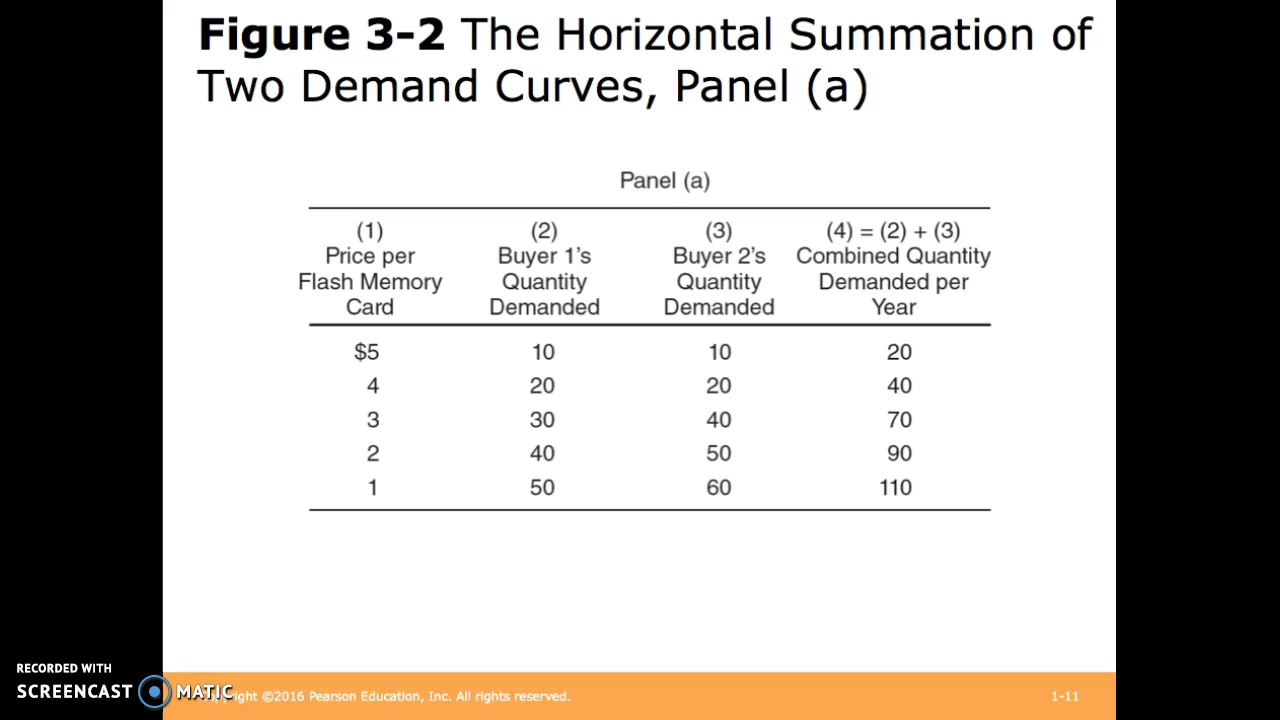 Figure 3-2 The Horizontal Summation of
Two Demand Curves, Panel (a)
Panel (a)
(1) (2) (3) (4) = (2) + (3)
Price per Buyer 1's Buyer 2's Combined Quantity
Flash Memory Quantity Quantity Demanded per
Card Demanded Demanded Year
$5 10 10 20
4 20 20 40
3 30 40 70
2 40 50 90
1 50 60 110
RECORDED WITH
SCREENCAST MATIC
Copyright ©2016 Pearson Education, Inc. All rights reserved. 1-11